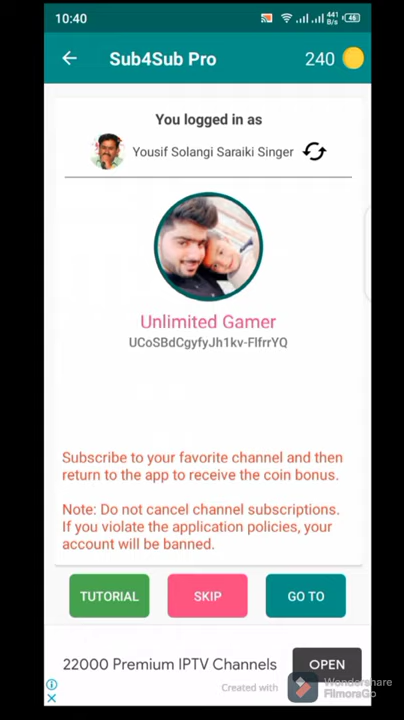 10:40
441
B/s
46
Sub4Sub Pro
240
You logged in as
Yousif Solangi Saraiki Singer
Unlimited Gamer
UCoSBdCgyfyJh1kv-FlfrrYQ
Subscribe to your favorite channel and then
return to the app to receive the coin bonus.
Note: Do not cancel channel subscriptions.
If you violate the application policies, your
account will be banned.
TUTORIAL
SKIP
GO TO
22000 Premium IPTV Channels
OPEN
Created with
Wondershare
FilmoraGo